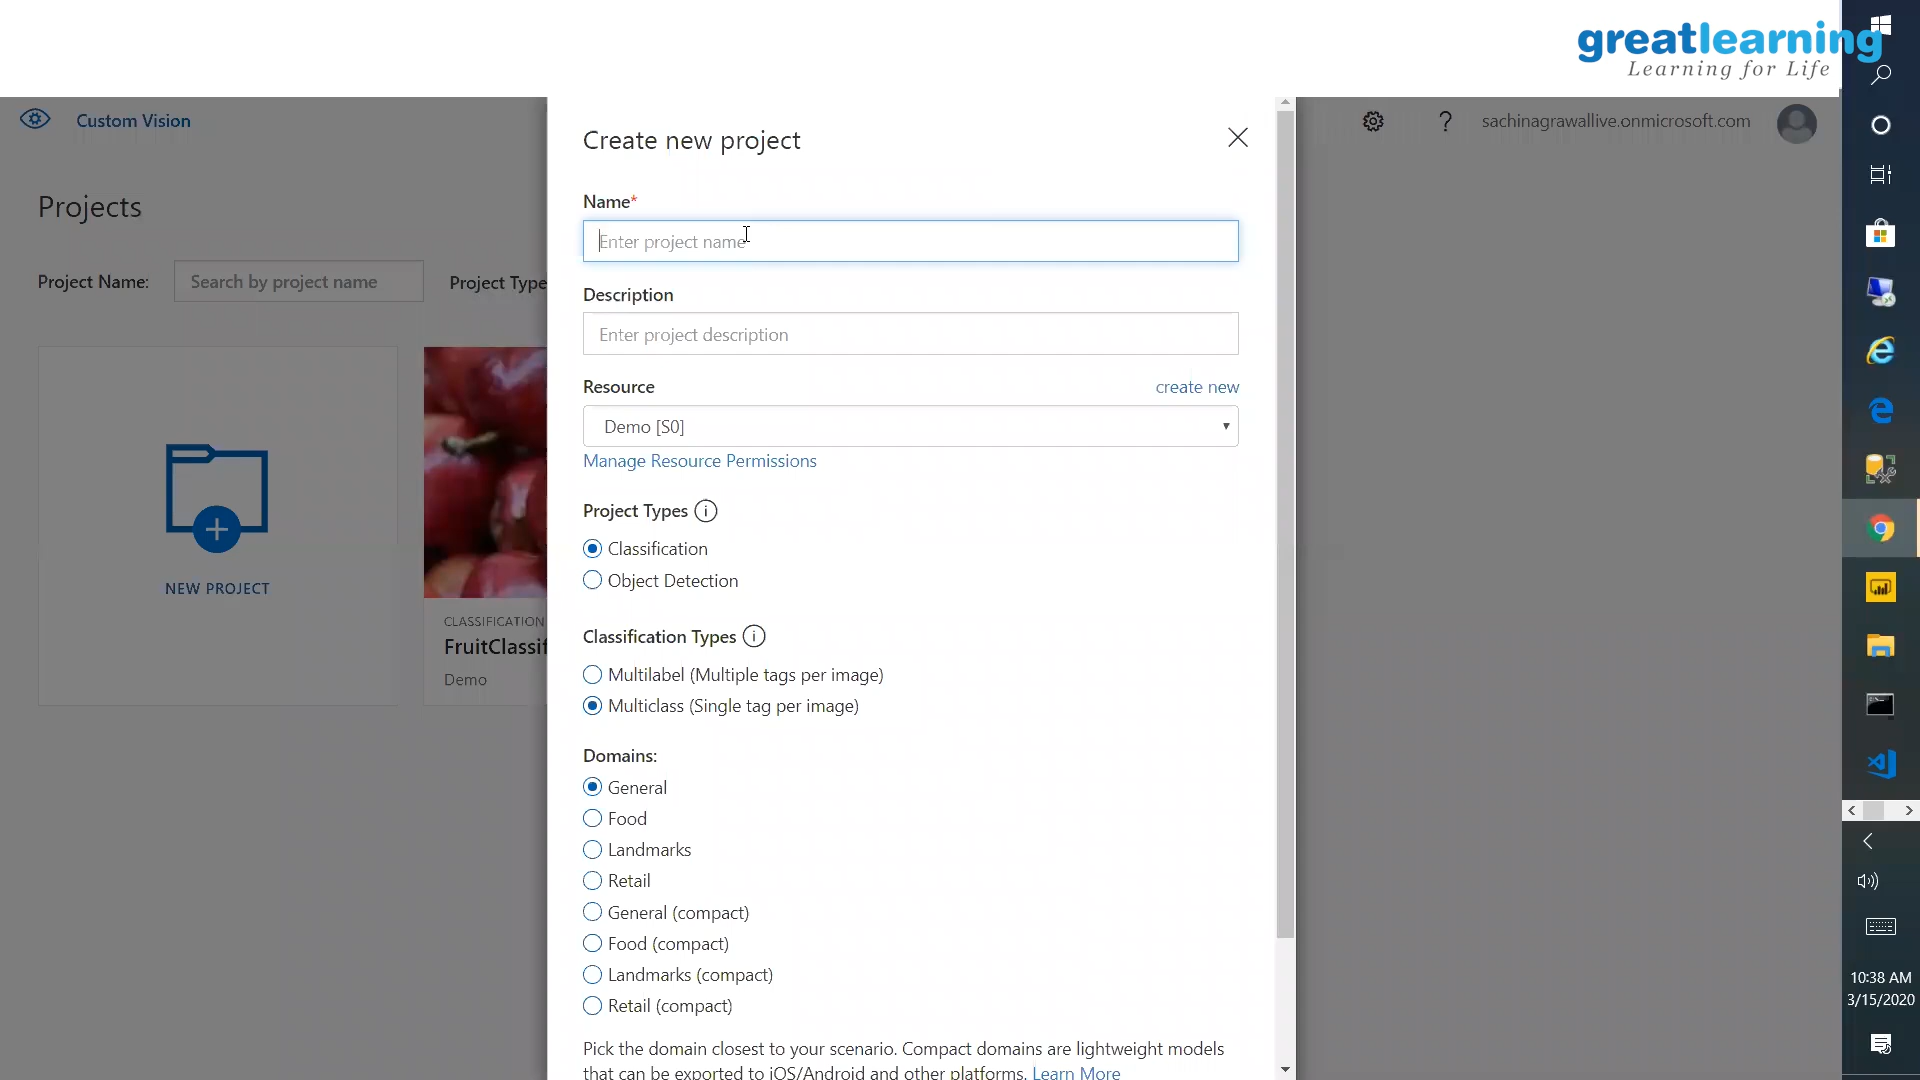 greatlearning
Learning for Life
Custom Vision
sachinagrawallive.onmicrosoft.com
Projects
Project Name:
Search by project name
Project Type
NEW PROJECT
CLASSIFICATION
FruitClassif
Demo
Create new project
Name*
Enter project name
Description
Enter project description
Resource
create new
Demo [S0]
Manage Resource Permissions
Project Types
Classification
Object Detection
Classification Types
Multilabel (Multiple tags per image)
Multiclass (Single tag per image)
Domains:
General
Food
Landmarks
Retail
General (compact)
Food (compact)
Landmarks (compact)
Retail (compact)
Pick the domain closest to your scenario. Compact domains are lightweight models
that can be exported to iOS/Android and other platforms. Learn More
10:38 AM
3/15/2020